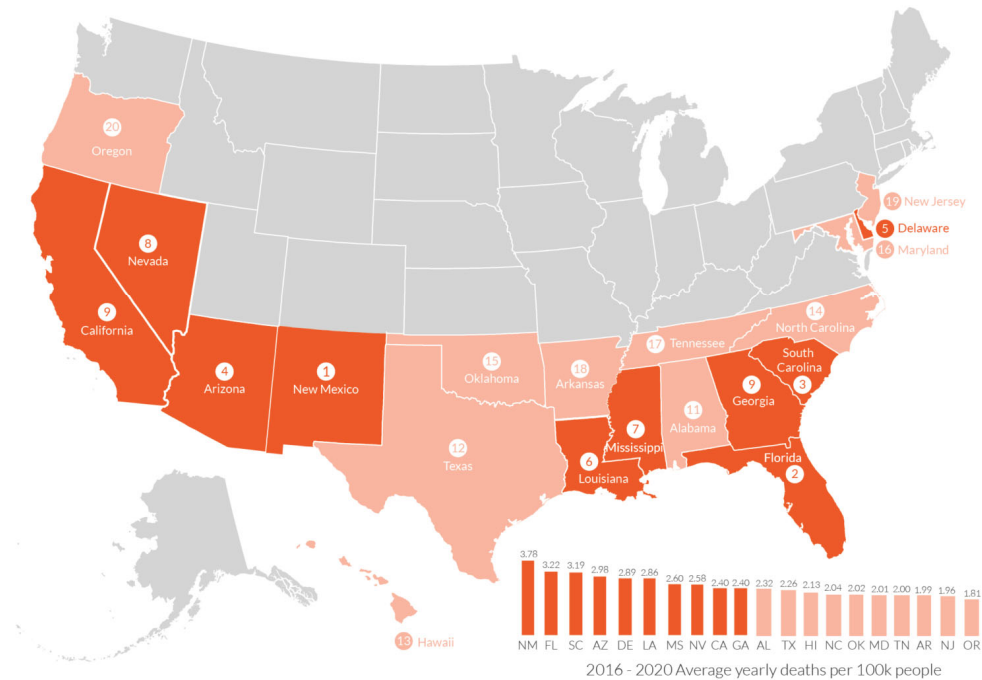 20
Oregon
19 New Jersey
5 Delaware
16 Maryland
8
Nevada
9
California
14
North Carolina
17 Tennessee
4
Arizona
1
New Mexico
15
Oklahoma
18
Arkansas
South
Carolina
3
9
Georgia
11
Alabama
7
Mississippi
12
Texas
6
Louisiana
Florida
2
13 Hawaii
3.78 3.22 3.19 2.98 2.89 2.86 2.60 2.58 2.40 2.40 2.32 2.26 2.13 2.04 2.02 2.01 2.00 1.99 1.96 1.81
NM FL SC AZ DE LA MS NV CA GA AL TX HI NC OK MD TN AR NJ OR
2016 - 2020 Average yearly deaths per 100k people